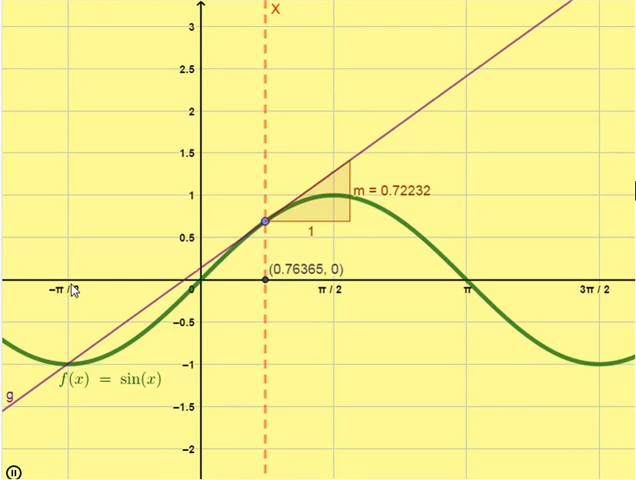 X
3
2.5
2
1.5
m = 0.72232
1
1
0.5
(0.76365, 0)
0
π / 2
π
3π / 2
−0.5
−1
f(x) = sin(x)
g
−1.5
−2